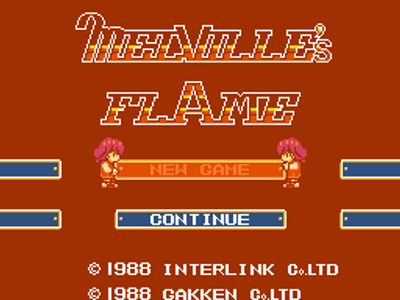 MELVILLE's
FLAME
NEW GAME
CONTINUE
© 1988 INTERLINK Co.LTD
© 1988 GAKKEN Co.LTD